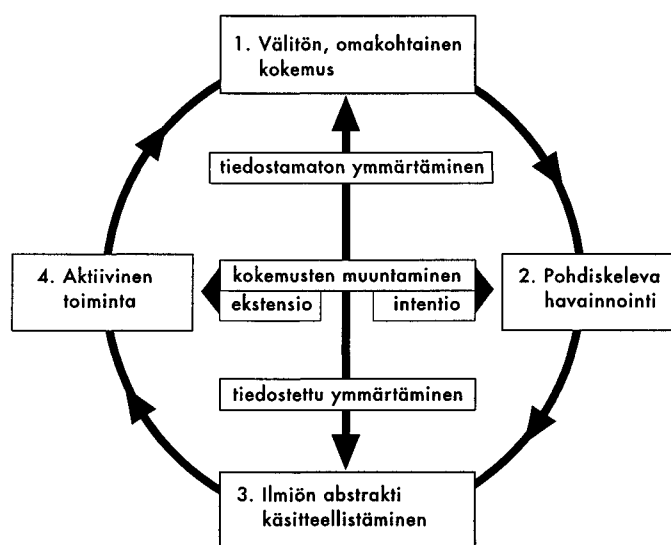 1. Välitön, omakohtainen
kokemus
tiedostamaton ymmärtäminen
4. Aktiivinen
toiminta
kokemusten muuntaminen
ekstensio
intentio
2. Pohdiskeleva
havainnointi
tiedostettu ymmärtäminen
3. Ilmiön abstrakti
käsitteellistäminen